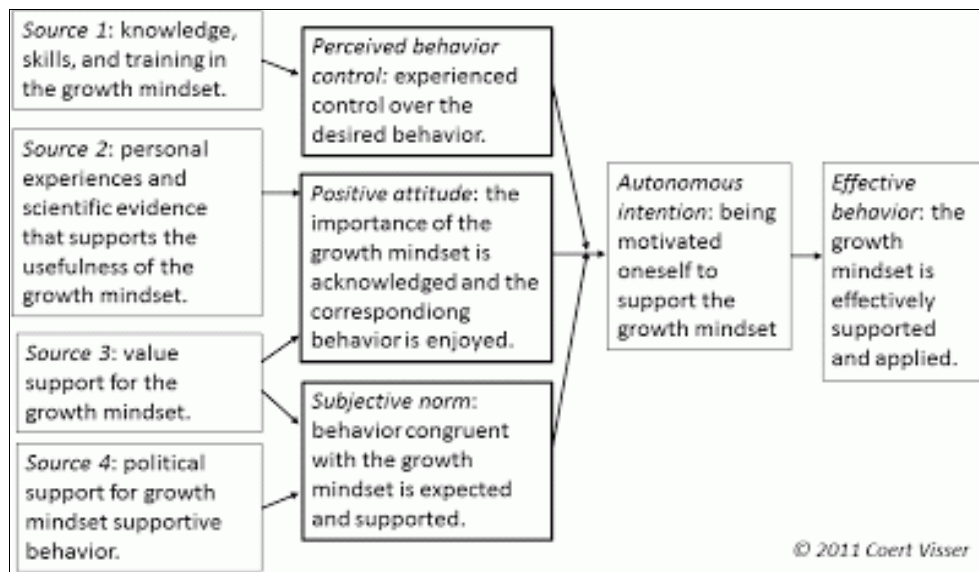 Source 1: knowledge,
skills, and training in
the growth mindset.
Source 2: personal
experiences and
scientific evidence
that supports the
usefulness of the
growth mindset.
Source 3: value
support for the
growth mindset.
Source 4: political
support for growth
mindset supportive
behavior.
Perceived behavior
control: experienced
control over the
desired behavior.
Positive attitude: the
importance of the
growth mindset is
acknowledged and the
correspondiong
behavior is enjoyed.
Subjective norm:
behavior congruent
with the growth
mindset is expected
and supported.
Autonomous
intention: being
motivated
oneself to
support the
growth mindset
Effective
behavior: the
growth
mindset is
effectively
supported
and applied.
© 2011 Coert Visser